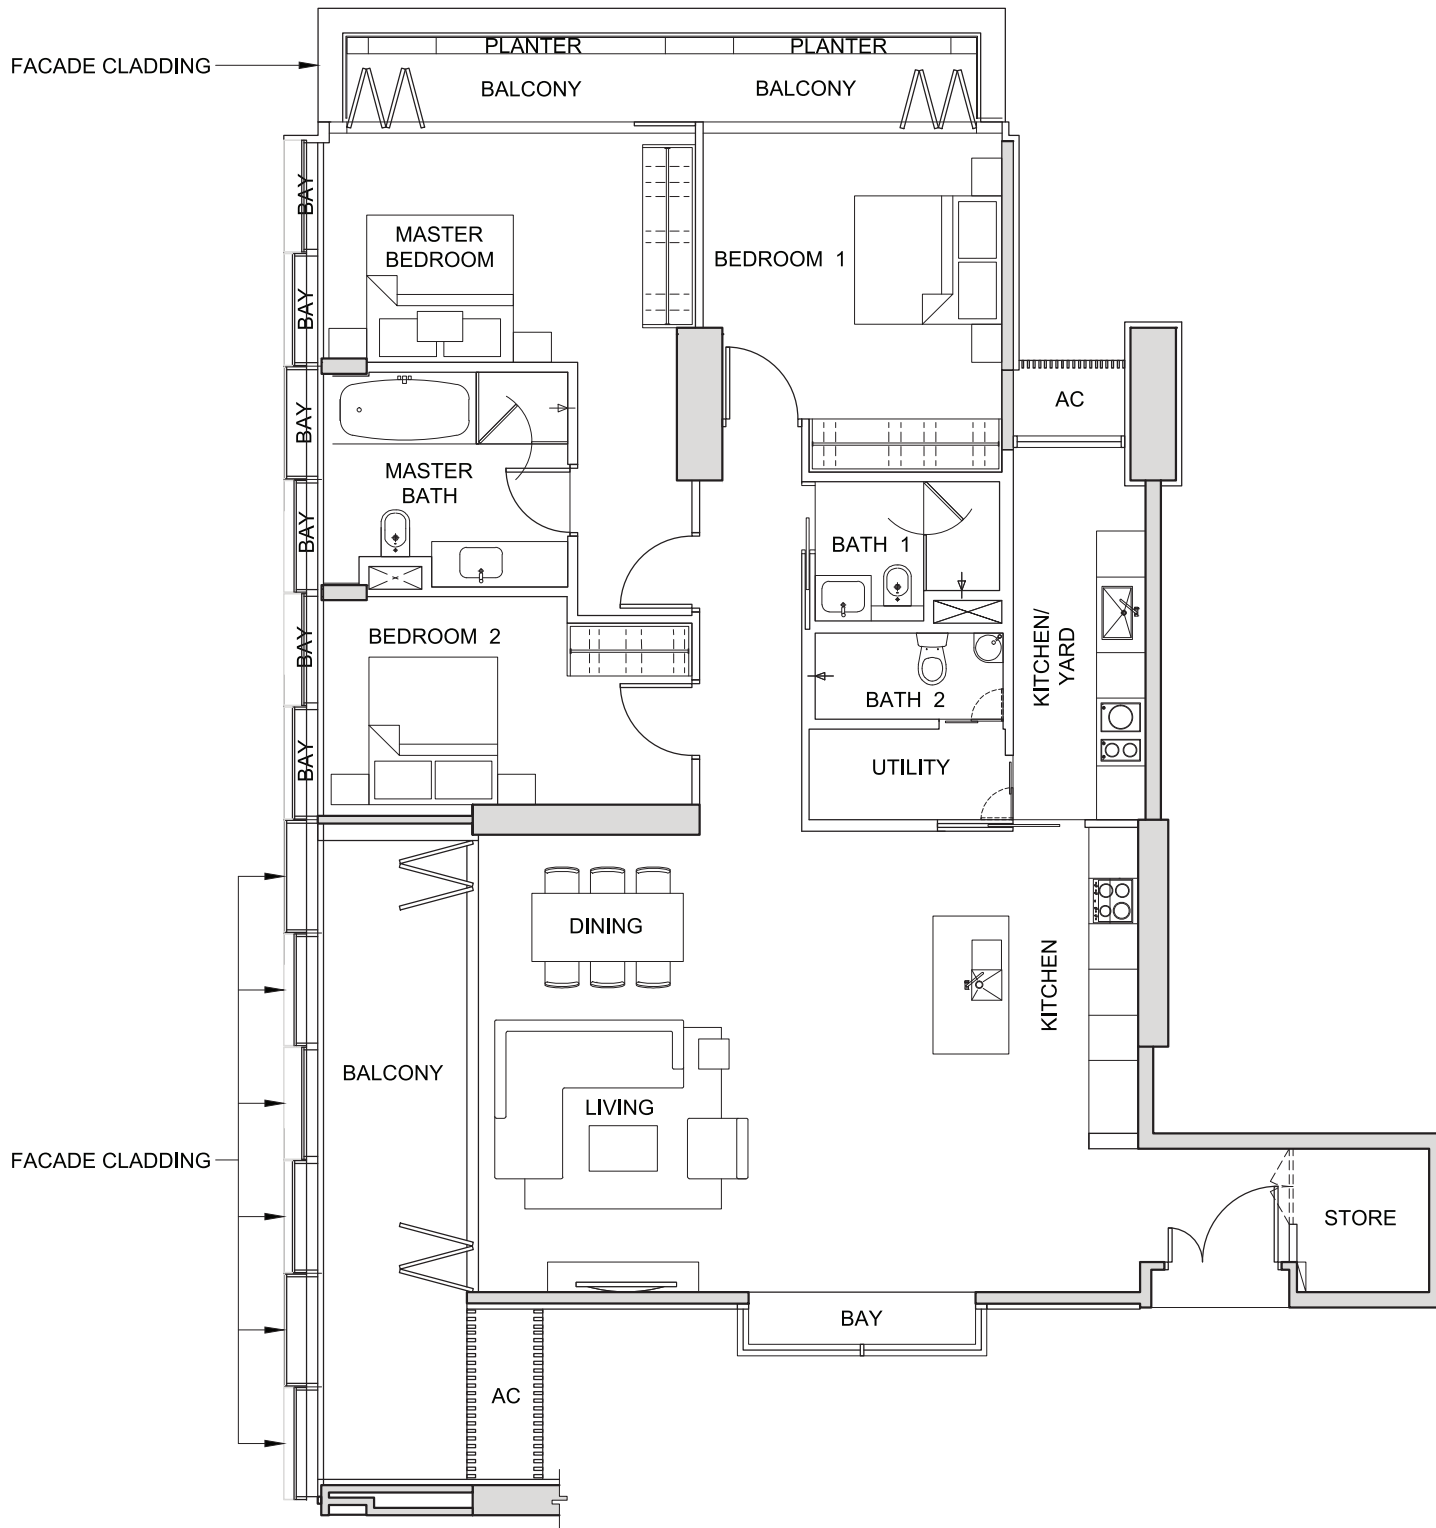 PLANTER
PLANTER
FACADE CLADDING
BALCONY
BALCONY
BAY
MASTER
BEDROOM
BEDROOM 1
BAY
AC
BAY
MASTER
BATH
BAY
BATH 1
BEDROOM 2
BAY
KITCHEN/
YARD
BATH 2
BAY
UTILITY
DINING
KITCHEN
BALCONY
LIVING
FACADE CLADDING
STORE
BAY
AC